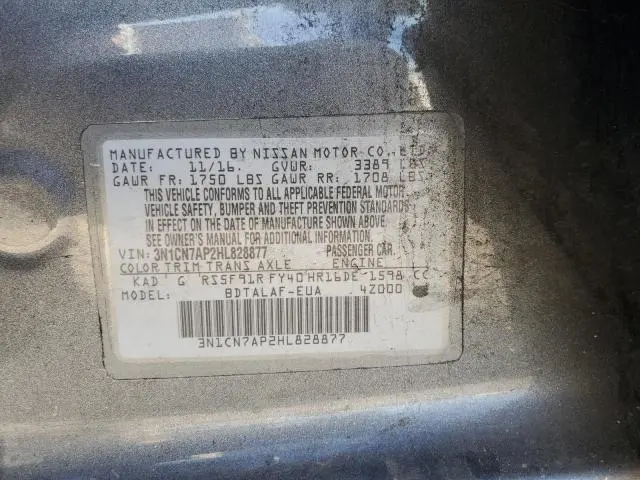 MANUFACTURED BY NISSAN MOTOR CO., LTD.
DATE: 11/16. GVWR: 3389 LBS
GAWR FR: 1750 LBS GAWR RR: 1708 LBS
THIS VEHICLE CONFORMS TO ALL APPLICABLE FEDERAL MOTOR
VEHICLE SAFETY, BUMPER AND THEFT PREVENTION STANDARDS
IN EFFECT ON THE DATE OF MANUFACTURE SHOWN ABOVE.
SEE OWNER'S MANUAL FOR ADDITIONAL INFORMATION.
VIN: 3N1CN7AP2HL828877 PASSENGER CAR.
COLOR TRIM TRANS AXLE ENGINE
KAD G RS5F91R FY40 HR16DE 1598 CC
BDTALAF-EUA 4Z000
3N1CN7AP2HL828877